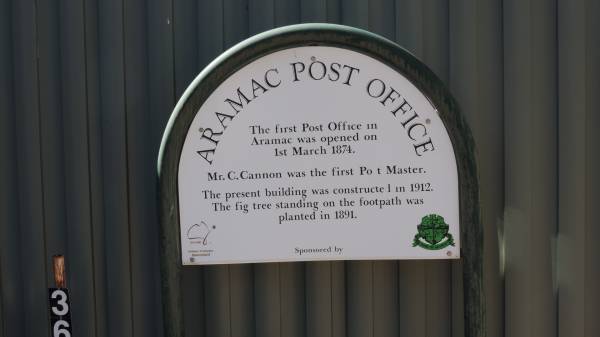 ARAMAC POST OFFICE
The first Post Office in
Aramac was opened on
1st March 1874.
Mr. C. Cannon was the first Po t Master.
The present building was constructe l in 1912.
The fig tree standing on the footpath was
planted in 1891.
Sponsored by
3
6